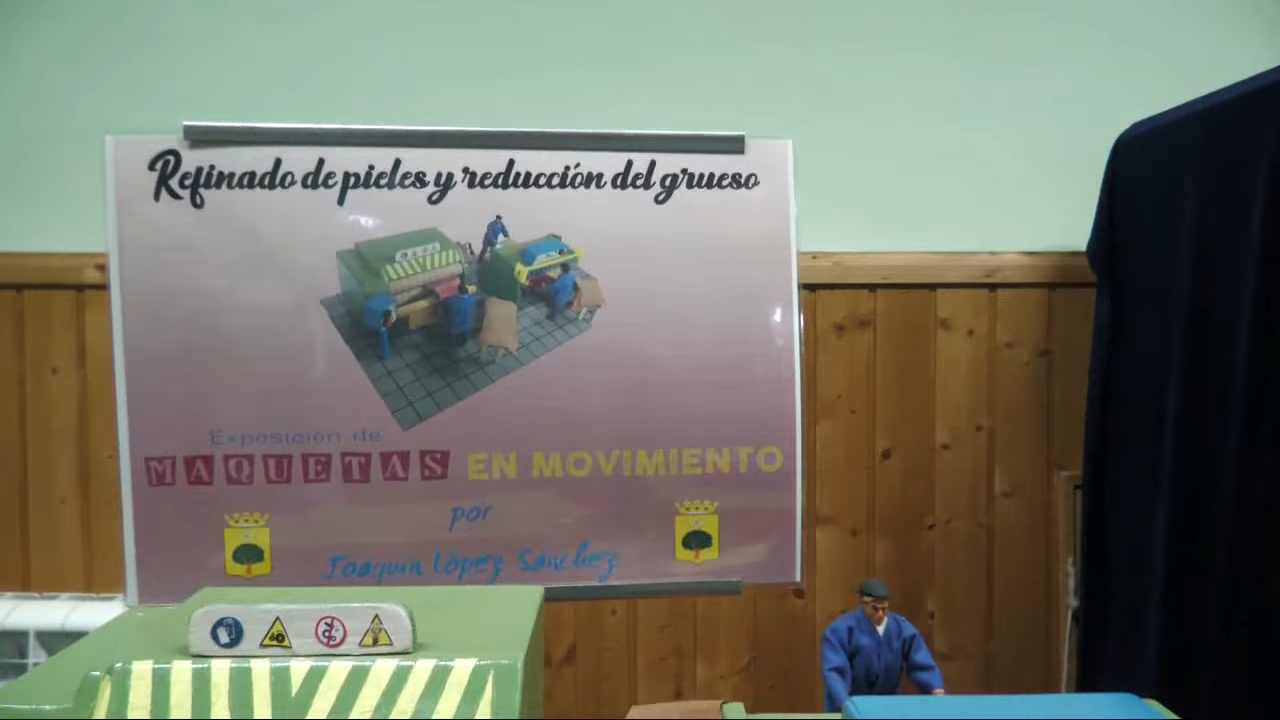 Refinado de pieles y reducción del grueso
Exposición de
MAQUETAS EN MOVIMIENTO
por
Joaquín López Sánchez